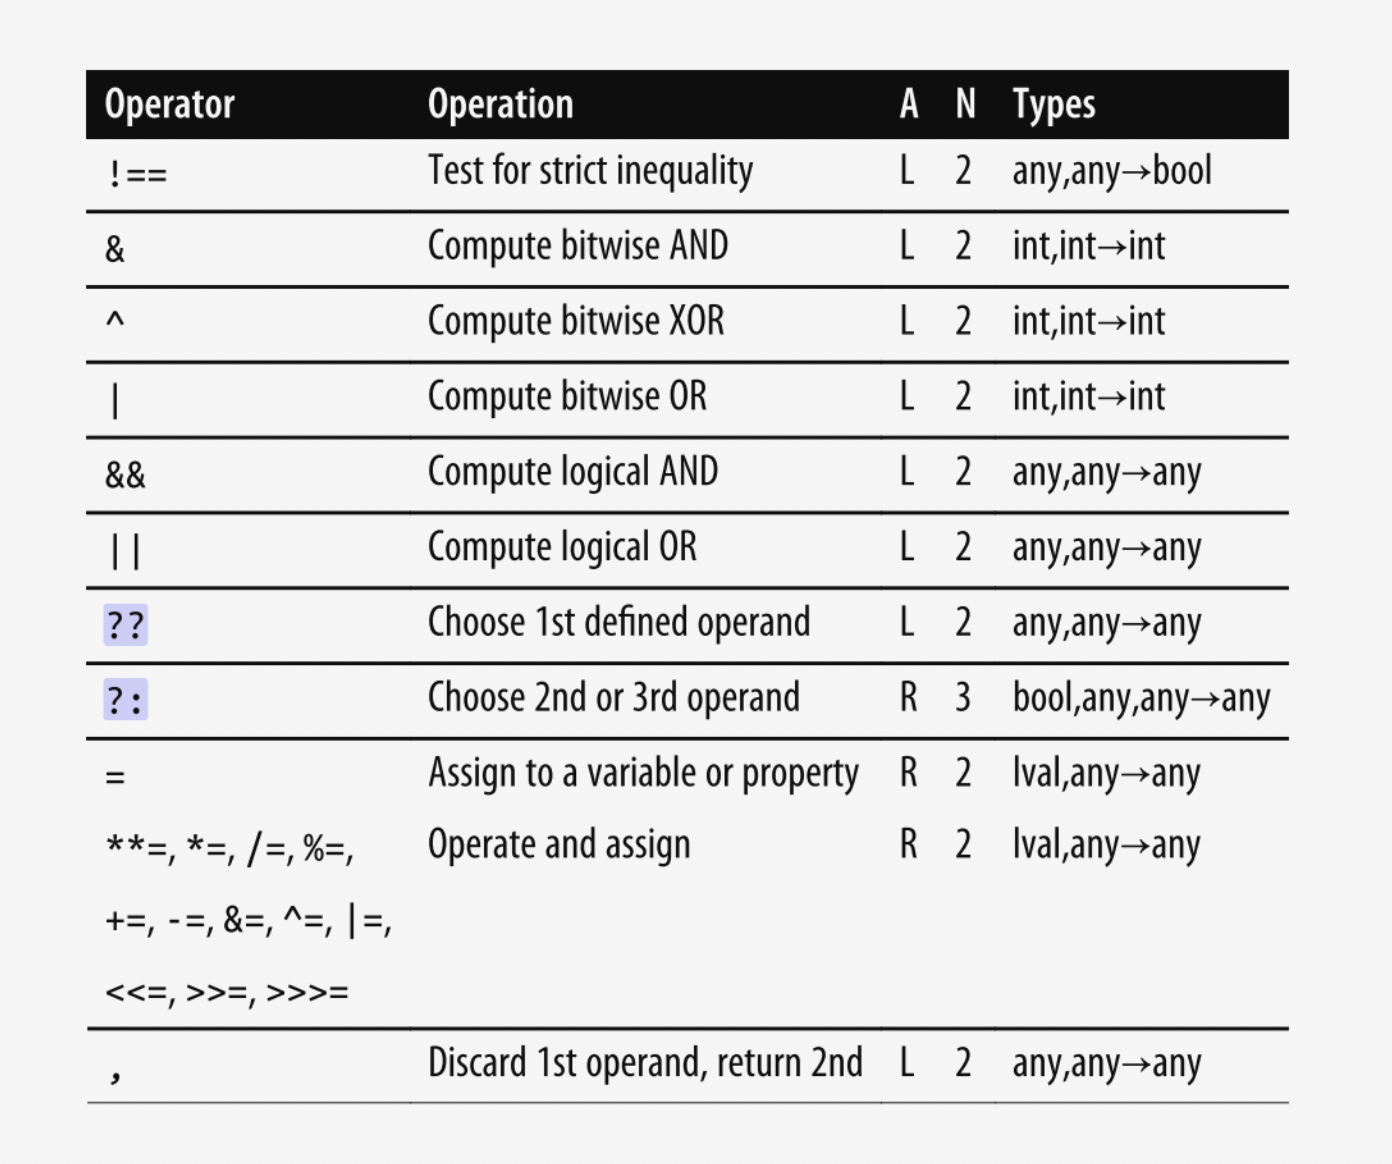 Operator Operation A N Types
!== Test for strict inequality L 2 any,any→bool
& Compute bitwise AND L 2 int,int→int
^ Compute bitwise XOR L 2 int,int→int
| Compute bitwise OR L 2 int,int→int
&& Compute logical AND L 2 any,any→any
|| Compute logical OR L 2 any,any→any
?? Choose 1st defined operand L 2 any,any→any
?: Choose 2nd or 3rd operand R 3 bool,any,any→any
= Assign to a variable or property R 2 lval,any→any
**=, *=, /=, %=, Operate and assign R 2 lval,any→any
+=, -=, &=, ^=, |=,
<<=, >>=, >>>=
, Discard 1st operand, return 2nd L 2 any,any→any